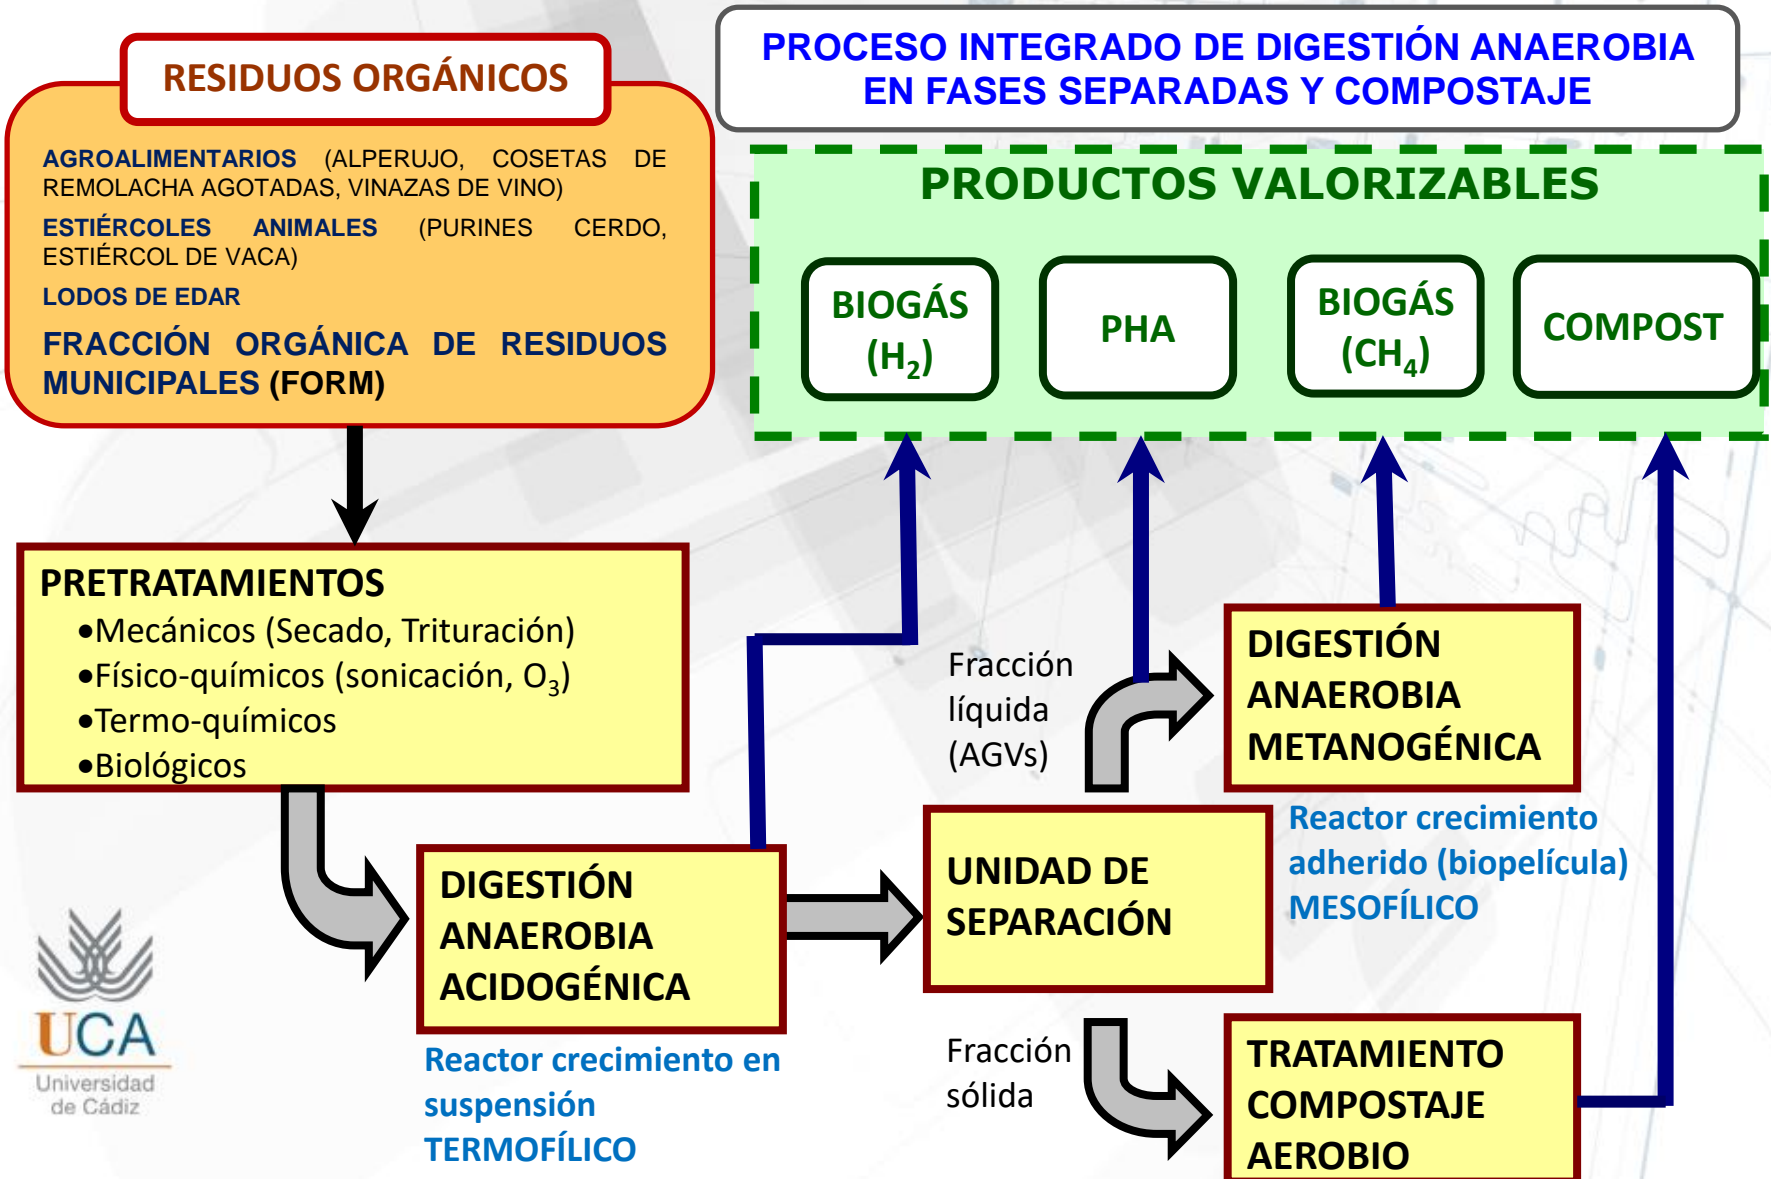 PROCESO INTEGRADO DE DIGESTIÓN ANAEROBIA
EN FASES SEPARADAS Y COMPOSTAJE
RESIDUOS ORGÁNICOS
AGROALIMENTARIOS (ALPERUJO, COSETAS DE
REMOLACHA AGOTADAS, VINAZAS DE VINO)
ESTIÉRCOLES ANIMALES (PURINES CERDO,
ESTIÉRCOL DE VACA)
LODOS DE EDAR
FRACCIÓN ORGÁNICA DE RESIDUOS
MUNICIPALES (FORM)
PRODUCTOS VALORIZABLES
BIOGÁS
(H₂)
PHA
BIOGÁS
(CH₄)
COMPOST
PRETRATAMIENTOS
•Mecánicos (Secado, Trituración)
•Físico-químicos (sonicación, O₃)
•Termo-químicos
•Biológicos
DIGESTIÓN
ANAEROBIA
ACIDOGÉNICA
Reactor crecimiento en
suspensión
TERMOFÍLICO
UNIDAD DE
SEPARACIÓN
Fracción
líquida
(AGVs)
DIGESTIÓN
ANAEROBIA
METANOGÉNICA
Reactor crecimiento
adherido (biopelícula)
MESOFÍLICO
Fracción
sólida
TRATAMIENTO
COMPOSTAJE
AEROBIO
UCA
Universidad
de Cádiz